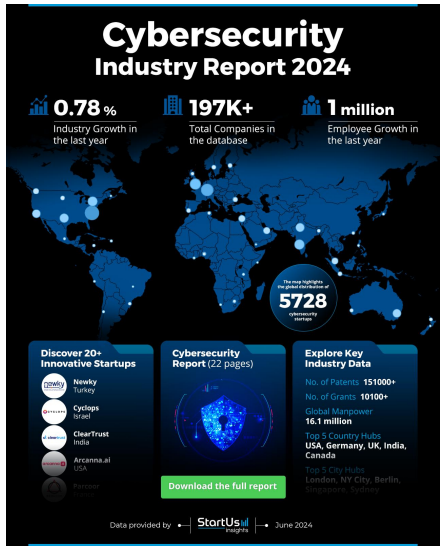 Cybersecurity
Industry Report 2024
0.78 %
Industry Growth in
the last year
197K+
Total Companies in
the database
1 million
Employee Growth in
the last year
The map highlights
the global distribution of
5728
cybersecurity
startups
Discover 20+
Innovative Startups
newky
Newky
Turkey
CYCLOPS
Cyclops
Israel
cleartrust
ClearTrust
India
Arcanna.ai
USA
Parcoor
Cybersecurity
Report (22 pages)
Download the full report
Explore Key
Industry Data
No. of Patents 151000+
No. of Grants 10100+
Global Manpower
16.1 million
Top 5 Country Hubs
USA, Germany, UK, India,
Canada
Top 5 City Hubs
London, NY City, Berlin,
Singapore, Sydney
Data provided by
StartUs
insights
June 2024